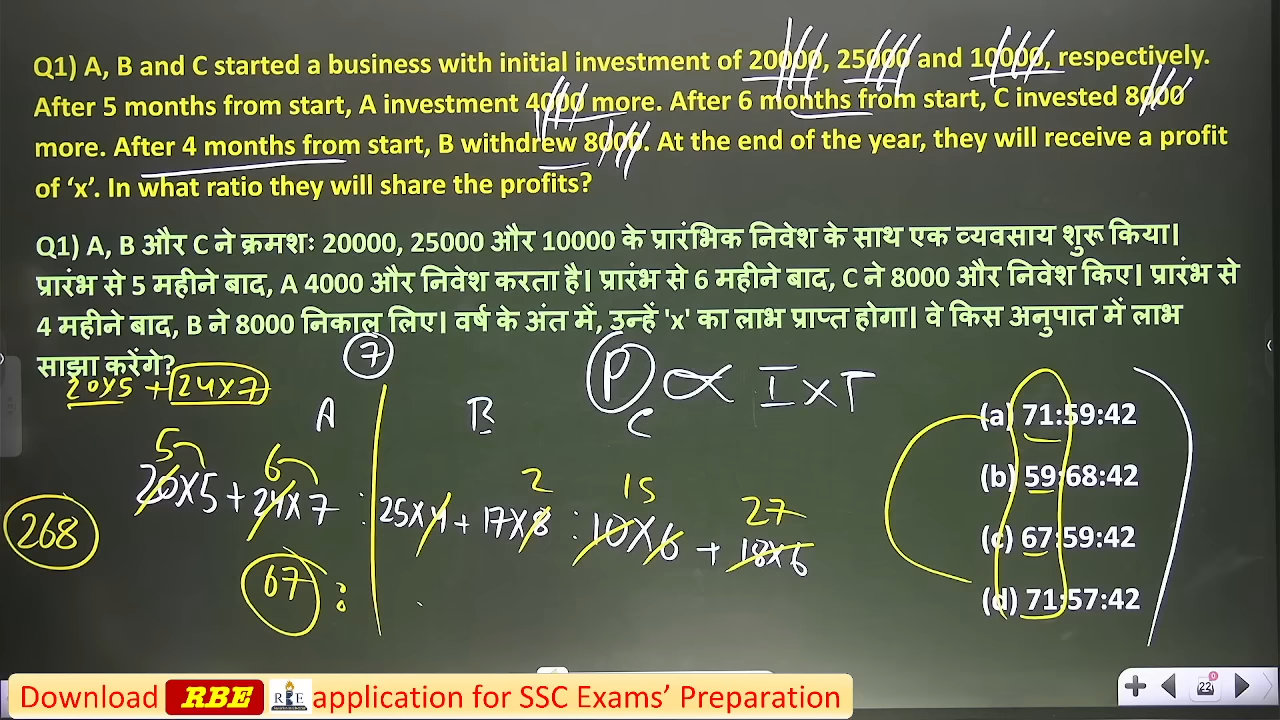 Q1) A, B and C started a business with initial investment of 20000, 25000 and 10000, respectively.
After 5 months from start, A investment 4000 more. After 6 months from start, C invested 8000
more. After 4 months from start, B withdrew 8000. At the end of the year, they will receive a profit
of ‘x’. In what ratio they will share the profits?
Q1) A, B और C ने क्रमशः 20000, 25000 और 10000 के प्रारंभिक निवेश के साथ एक व्यवसाय शुरू किया।
प्रारंभ से 5 महीने बाद, A 4000 और निवेश करता है। प्रारंभ से 6 महीने बाद, C ने 8000 और निवेश किए। प्रारंभ से
4 महीने बाद, B ने 8000 निकाल लिए। वर्ष के अंत में, उन्हें 'x' का लाभ प्राप्त होगा। वे किस अनुपात में लाभ
साझा करेंगे?
7
P ∝ I×T
20×5 + 24×7
A B C
5 6 2 15 27
20×5 + 24×7 : 25×4 + 17×8 : 10×6 + 18×6
268
67 :
(a) 71:59:42
(b) 59:68:42
(c) 67:59:42
(d) 71:57:42
22
Download RBE RBE application for SSC Exams’ Preparation